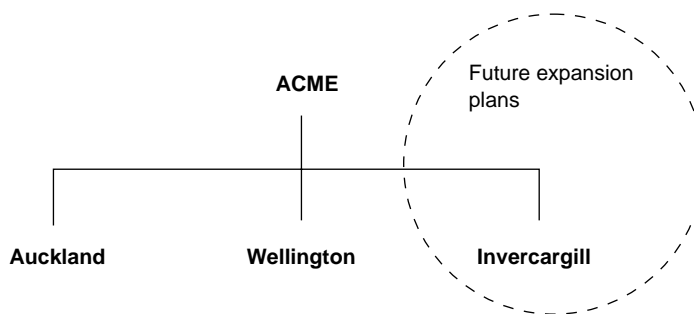 Future expansion
plans
ACME
Auckland
Wellington
Invercargill